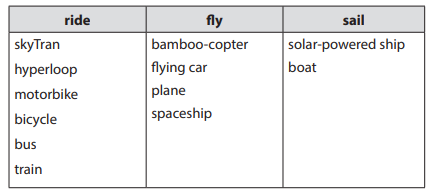 ride fly sail
skyTran bamboo-copter solar-powered ship
hyperloop flying car boat
motorbike plane
bicycle spaceship
bus
train